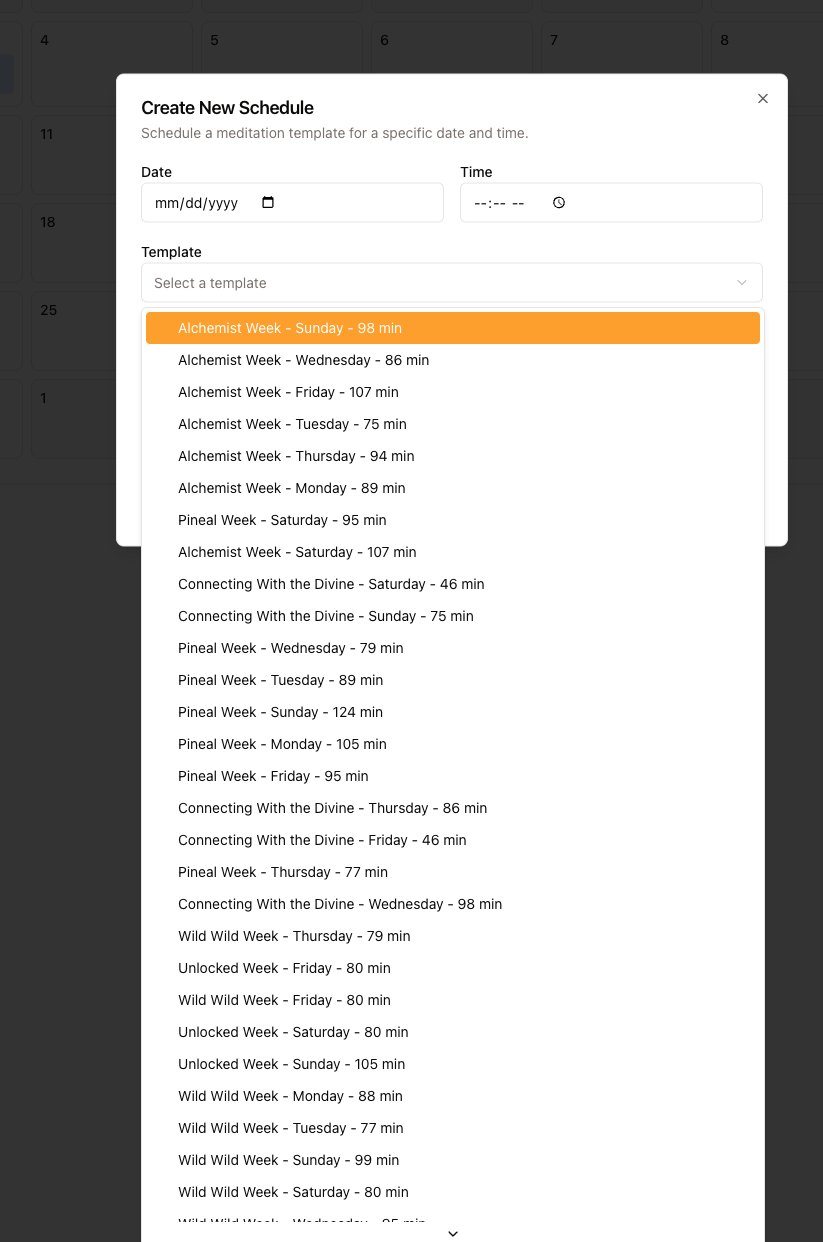 4 5 6 7 8
Create New Schedule
Schedule a meditation template for a specific date and time.
11
Date Time
mm/dd/yyyy --:-- --
18
Template
Select a template
25
Alchemist Week - Sunday - 98 min
Alchemist Week - Wednesday - 86 min
Alchemist Week - Friday - 107 min
1
Alchemist Week - Tuesday - 75 min
Alchemist Week - Thursday - 94 min
Alchemist Week - Monday - 89 min
Pineal Week - Saturday - 95 min
Alchemist Week - Saturday - 107 min
Connecting With the Divine - Saturday - 46 min
Connecting With the Divine - Sunday - 75 min
Pineal Week - Wednesday - 79 min
Pineal Week - Tuesday - 89 min
Pineal Week - Sunday - 124 min
Pineal Week - Monday - 105 min
Pineal Week - Friday - 95 min
Connecting With the Divine - Thursday - 86 min
Connecting With the Divine - Friday - 46 min
Pineal Week - Thursday - 77 min
Connecting With the Divine - Wednesday - 98 min
Wild Wild Week - Thursday - 79 min
Unlocked Week - Friday - 80 min
Wild Wild Week - Friday - 80 min
Unlocked Week - Saturday - 80 min
Unlocked Week - Sunday - 105 min
Wild Wild Week - Monday - 88 min
Wild Wild Week - Tuesday - 77 min
Wild Wild Week - Sunday - 99 min
Wild Wild Week - Saturday - 80 min
Wild Wild Week - Wednesday -